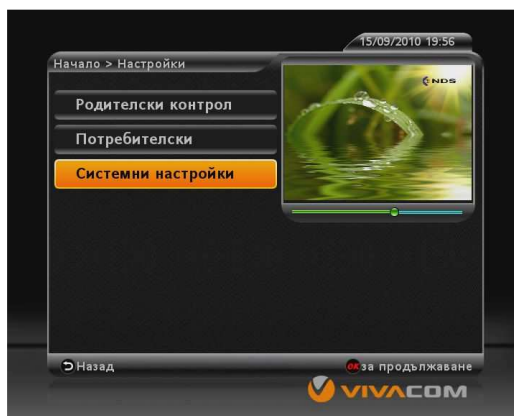 15/09/2010 19:56
Начало > Настройки
NDS
Родителски контрол
Потребителски
Системни настройки
Назад
OK за продължаване
VIVACOM